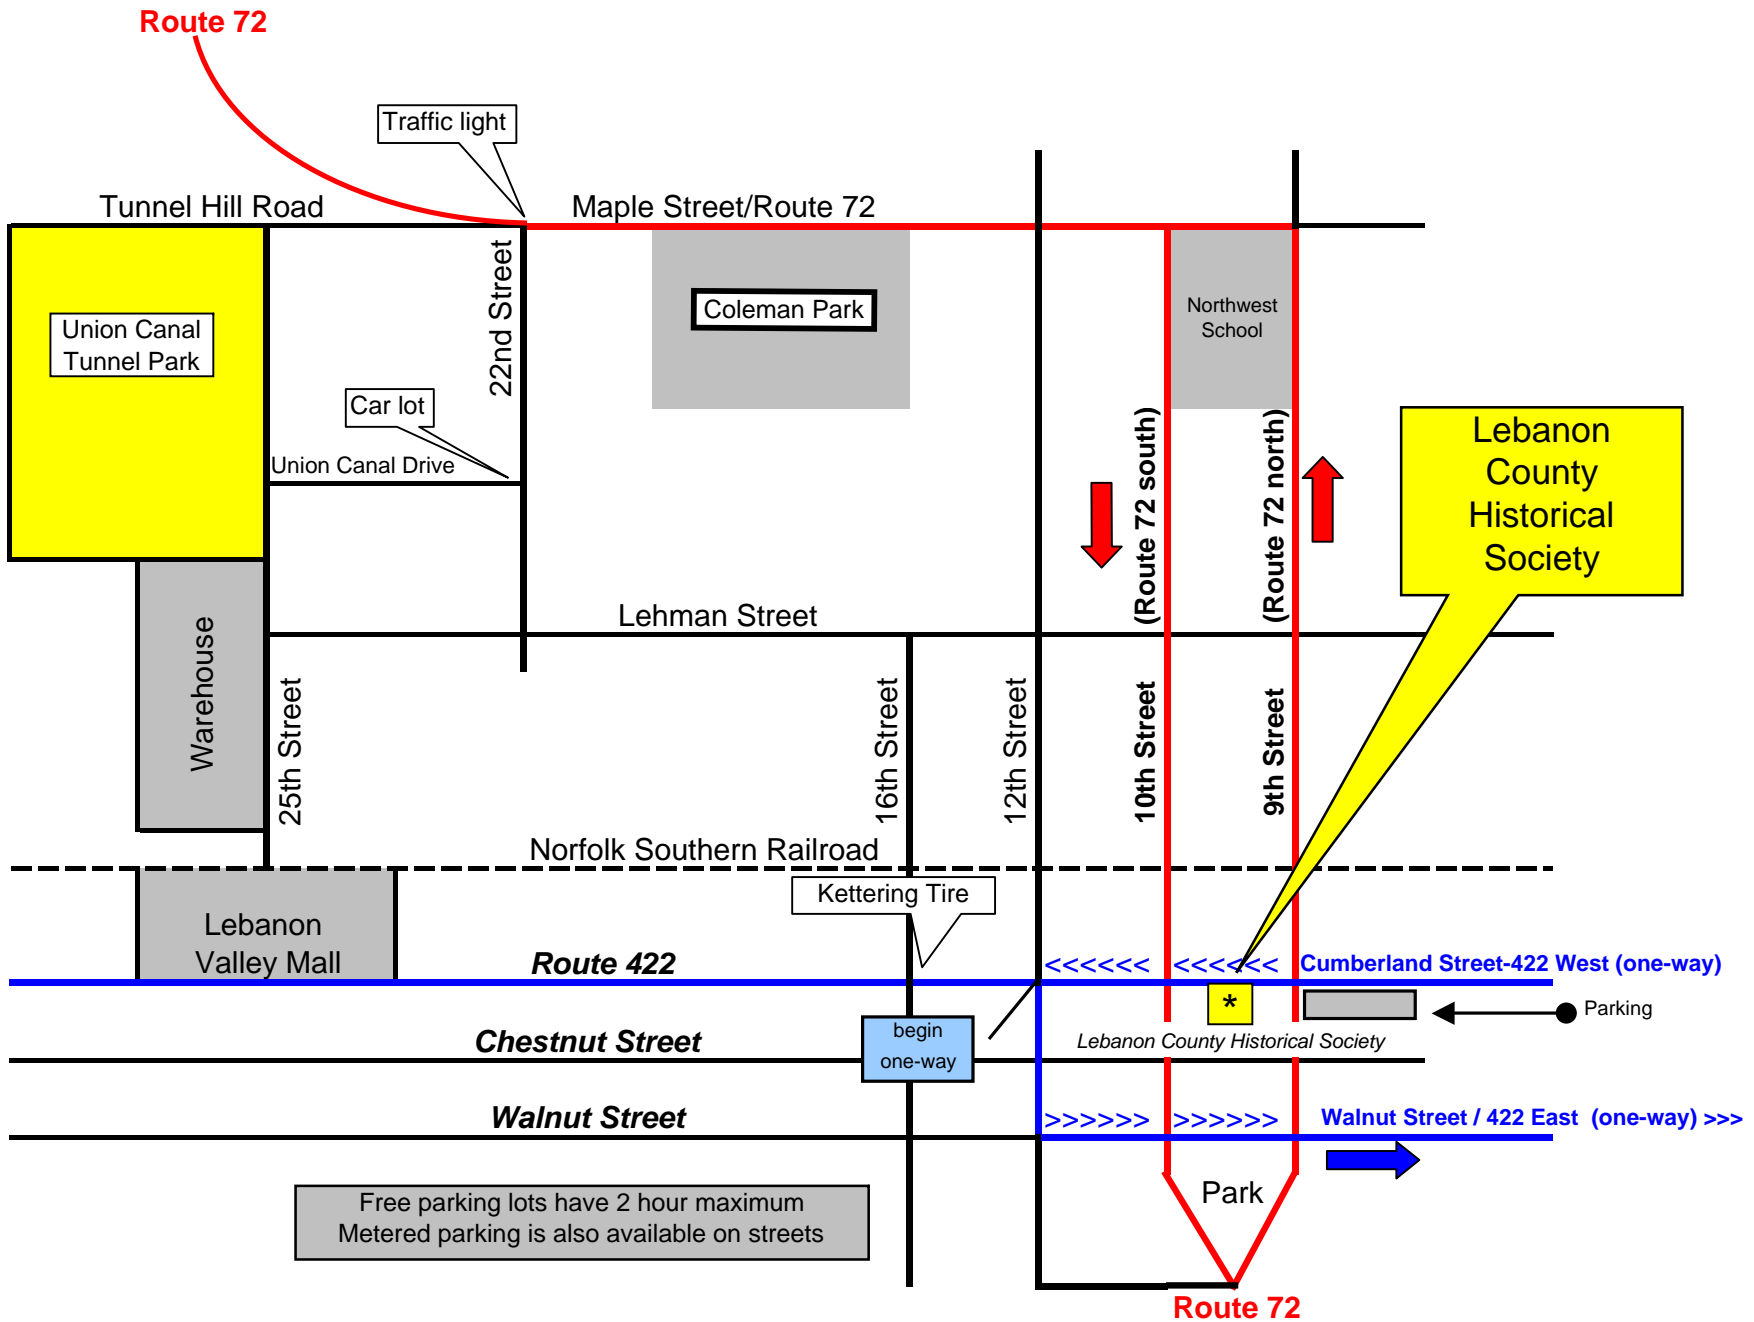 Route 72
Traffic light
Tunnel Hill Road
Maple Street/Route 72
22nd Street
Union Canal
Tunnel Park
Coleman Park
Northwest
School
Car lot
Union Canal Drive
(Route 72 south)
(Route 72 north)
Lebanon
County
Historical
Society
Lehman Street
Warehouse
25th Street
16th Street
12th Street
10th Street
9th Street
Norfolk Southern Railroad
Kettering Tire
Lebanon
Valley Mall
Route 422
<<<<<< <<<<<< Cumberland Street-422 West (one-way)
*
Parking
begin
one-way
Chestnut Street
Lebanon County Historical Society
Walnut Street
>>>>>> >>>>>> Walnut Street / 422 East (one-way) >>>
Park
Free parking lots have 2 hour maximum
Metered parking is also available on streets
Route 72